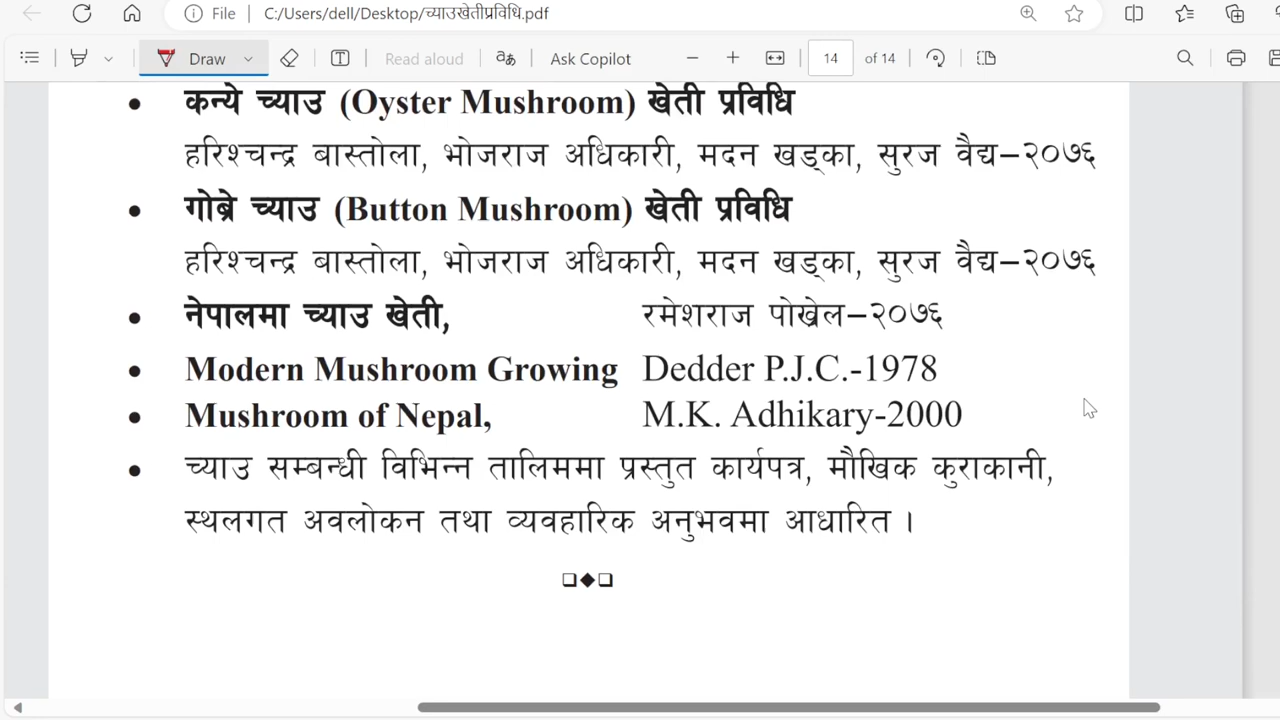 File
C:/Users/dell/Desktop/च्याउखेतीप्रविधि.pdf
Draw
Read aloud
aあ
Ask Copilot
14 of 14
• कन्ये च्याउ (Oyster Mushroom) खेती प्रविधि
हरिश्चन्द्र बास्तोला, भोजराज अधिकारी, मदन खड्का, सुरज वैद्य–२०७६
• गोब्रे च्याउ (Button Mushroom) खेती प्रविधि
हरिश्चन्द्र बास्तोला, भोजराज अधिकारी, मदन खड्का, सुरज वैद्य–२०७६
• नेपालमा च्याउ खेती, रमेशराज पोखेल–२०७६
• Modern Mushroom Growing Dedder P.J.C.-1978
• Mushroom of Nepal, M.K. Adhikary-2000
• च्याउ सम्बन्धी विभिन्न तालिममा प्रस्तुत कार्यपत्र, मौखिक कुराकानी,
स्थलगत अवलोकन तथा व्यवहारिक अनुभवमा आधारित ।